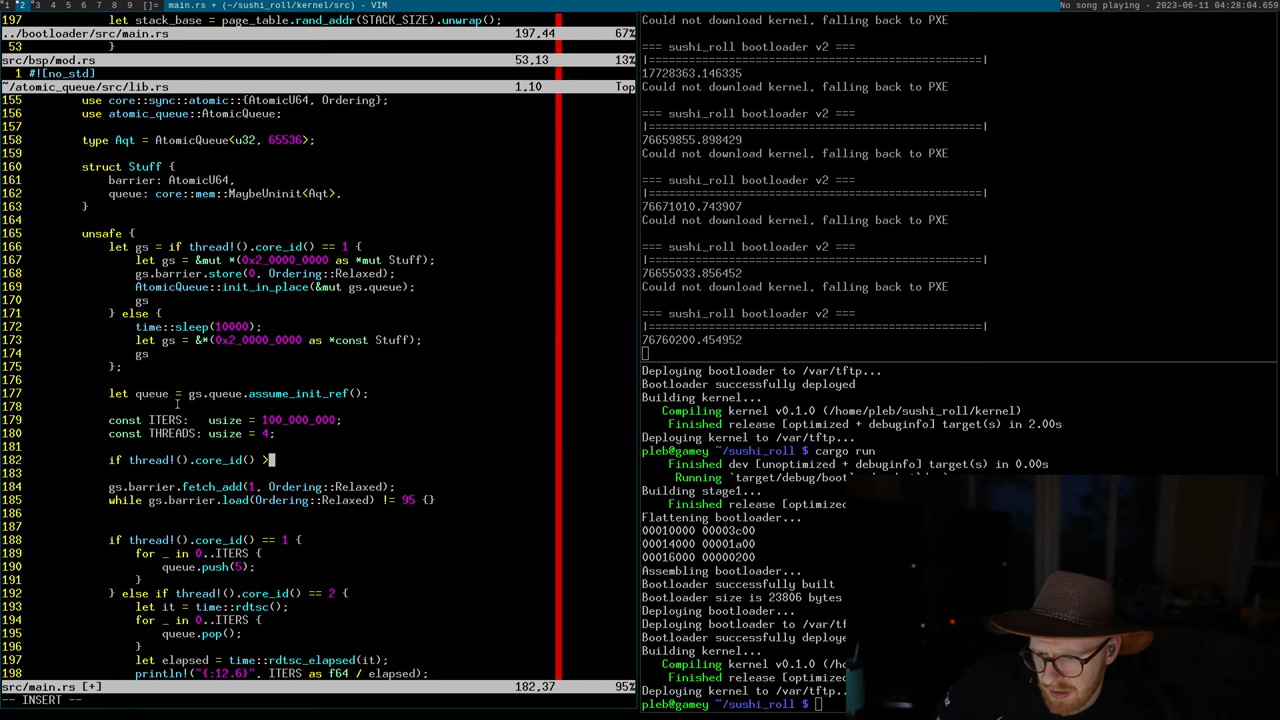 1 2 3 4 5 6 7 8 9 []= main.rs + (~/sushi_roll/kernel/src) - VIM
No song playing - 2023-06-11 04:28:04.659
197 let stack_base = page_table.rand_addr(STACK_SIZE).unwrap();
../bootloader/src/main.rs 197,44 67%
53 }
src/bsp/mod.rs 53,13 13%
1 #![no_std]
~/atomic_queue/src/lib.rs 1,10 Top
155 use core::sync::atomic::{AtomicU64, Ordering};
156 use atomic_queue::AtomicQueue;
157
158 type Aqt = AtomicQueue<u32, 65536>;
159
160 struct Stuff {
161 barrier: AtomicU64,
162 queue: core::mem::MaybeUninit<Aqt>,
163 }
164
165 unsafe {
166 let gs = if thread!().core_id() == 1 {
167 let gs = &mut *(0x2_0000_0000 as *mut Stuff);
168 gs.barrier.store(0, Ordering::Relaxed);
169 AtomicQueue::init_in_place(&mut gs.queue);
170 gs
171 } else {
172 time::sleep(10000);
173 let gs = &*(0x2_0000_0000 as *const Stuff);
174 gs
175 };
176
177 let queue = gs.queue.assume_init_ref();
178
179 const ITERS: usize = 100_000_000;
180 const THREADS: usize = 4;
181
182 if thread!().core_id() >
183
184 gs.barrier.fetch_add(1, Ordering::Relaxed);
185 while gs.barrier.load(Ordering::Relaxed) != 95 {}
186
187
188 if thread!().core_id() == 1 {
189 for _ in 0..ITERS {
190 queue.push(5);
191 }
192 } else if thread!().core_id() == 2 {
193 let it = time::rdtsc();
194 for _ in 0..ITERS {
195 queue.pop();
196 }
197 let elapsed = time::rdtsc_elapsed(it);
198 println!("{:12.6}", ITERS as f64 / elapsed);
src/main.rs [+] 182,37 95%
-- INSERT --
Could not download kernel, falling back to PXE
=== sushi_roll bootloader v2 ===
|==================================================|
17728363.146335
Could not download kernel, falling back to PXE
=== sushi_roll bootloader v2 ===
|==================================================|
76659855.898429
Could not download kernel, falling back to PXE
=== sushi_roll bootloader v2 ===
|==================================================|
76671010.743907
Could not download kernel, falling back to PXE
=== sushi_roll bootloader v2 ===
|==================================================|
76655033.856452
Could not download kernel, falling back to PXE
=== sushi_roll bootloader v2 ===
|==================================================|
76760200.454952
Deploying bootloader to /var/tftp...
Bootloader successfully deployed
Building kernel...
Compiling kernel v0.1.0 (/home/pleb/sushi_roll/kernel)
Finished release [optimized + debuginfo] target(s) in 2.00s
Deploying kernel to /var/tftp...
pleb@gamey ~/sushi_roll $ cargo run
Finished dev [unoptimized + debuginfo] target(s) in 0.00s
Running `target/debug/boot
Building stage1...
Finished release [optimized
Flattening bootloader...
00010000 00003c00
00014000 00001a00
00016000 00000200
Assembling bootloader...
Bootloader successfully built
Bootloader size is 23806 bytes
Deploying bootloader...
Deploying bootloader to /var/tf
Bootloader successfully deploye
Building kernel...
Compiling kernel v0.1.0 (/ho
Finished release [optimized
Deploying kernel to /var/tftp...
pleb@gamey ~/sushi_roll $